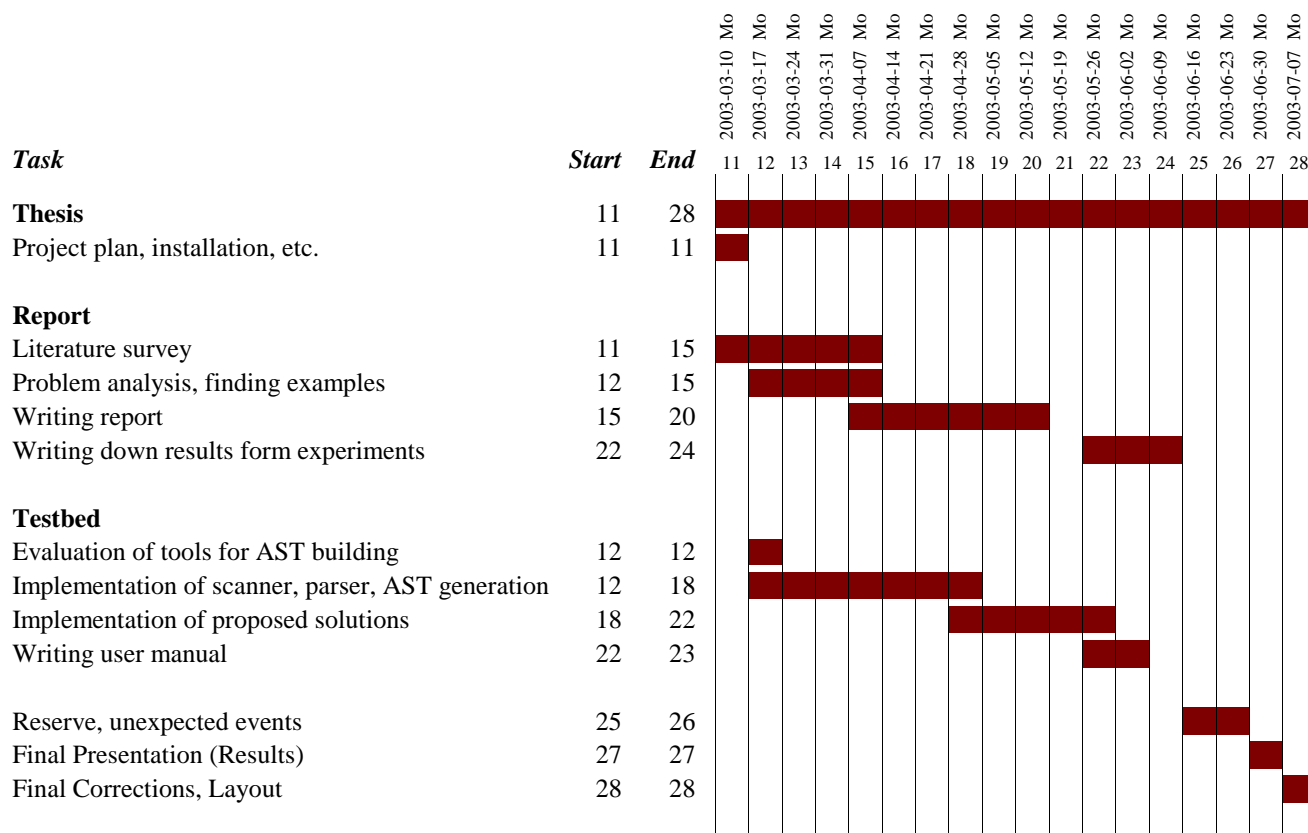 2003-03-10 Mo
2003-03-17 Mo
2003-03-24 Mo
2003-03-31 Mo
2003-04-07 Mo
2003-04-14 Mo
2003-04-21 Mo
2003-04-28 Mo
2003-05-05 Mo
2003-05-12 Mo
2003-05-19 Mo
2003-05-26 Mo
2003-06-02 Mo
2003-06-09 Mo
2003-06-16 Mo
2003-06-23 Mo
2003-06-30 Mo
2003-07-07 Mo
Task Start End 11 12 13 14 15 16 17 18 19 20 21 22 23 24 25 26 27 28
Thesis 11 28
Project plan, installation, etc. 11 11
Report
Literature survey 11 15
Problem analysis, finding examples 12 15
Writing report 15 20
Writing down results form experiments 22 24
Testbed
Evaluation of tools for AST building 12 12
Implementation of scanner, parser, AST generation 12 18
Implementation of proposed solutions 18 22
Writing user manual 22 23
Reserve, unexpected events 25 26
Final Presentation (Results) 27 27
Final Corrections, Layout 28 28